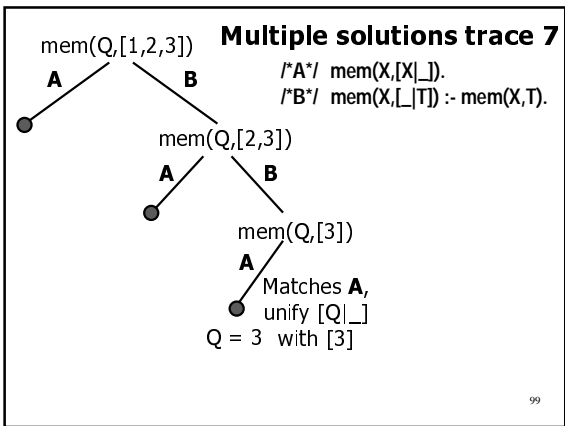 Multiple solutions trace 7
mem(Q,[1,2,3])
/*A*/ mem(X,[X|_]).
/*B*/ mem(X,[_|T]) :- mem(X,T).
A
B
mem(Q,[2,3])
A
B
mem(Q,[3])
A
Matches A,
unify [Q|_]
Q = 3 with [3]
99